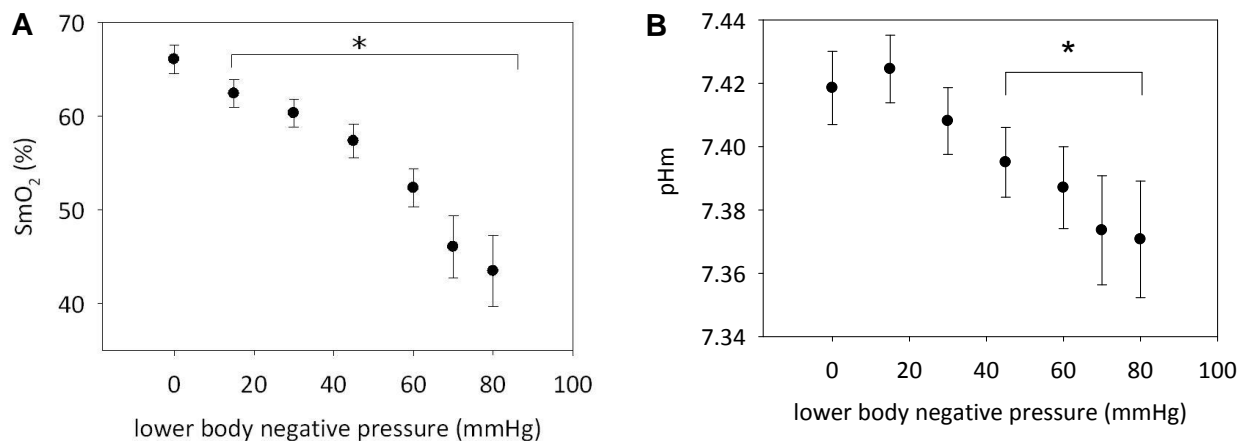 A
70
60
50
40
SmO₂ (%)
*
0 20 40 60 80 100
lower body negative pressure (mmHg)
B
7.44
7.42
7.40
7.38
7.36
7.34
pHm
*
0 20 40 60 80 100
lower body negative pressure (mmHg)